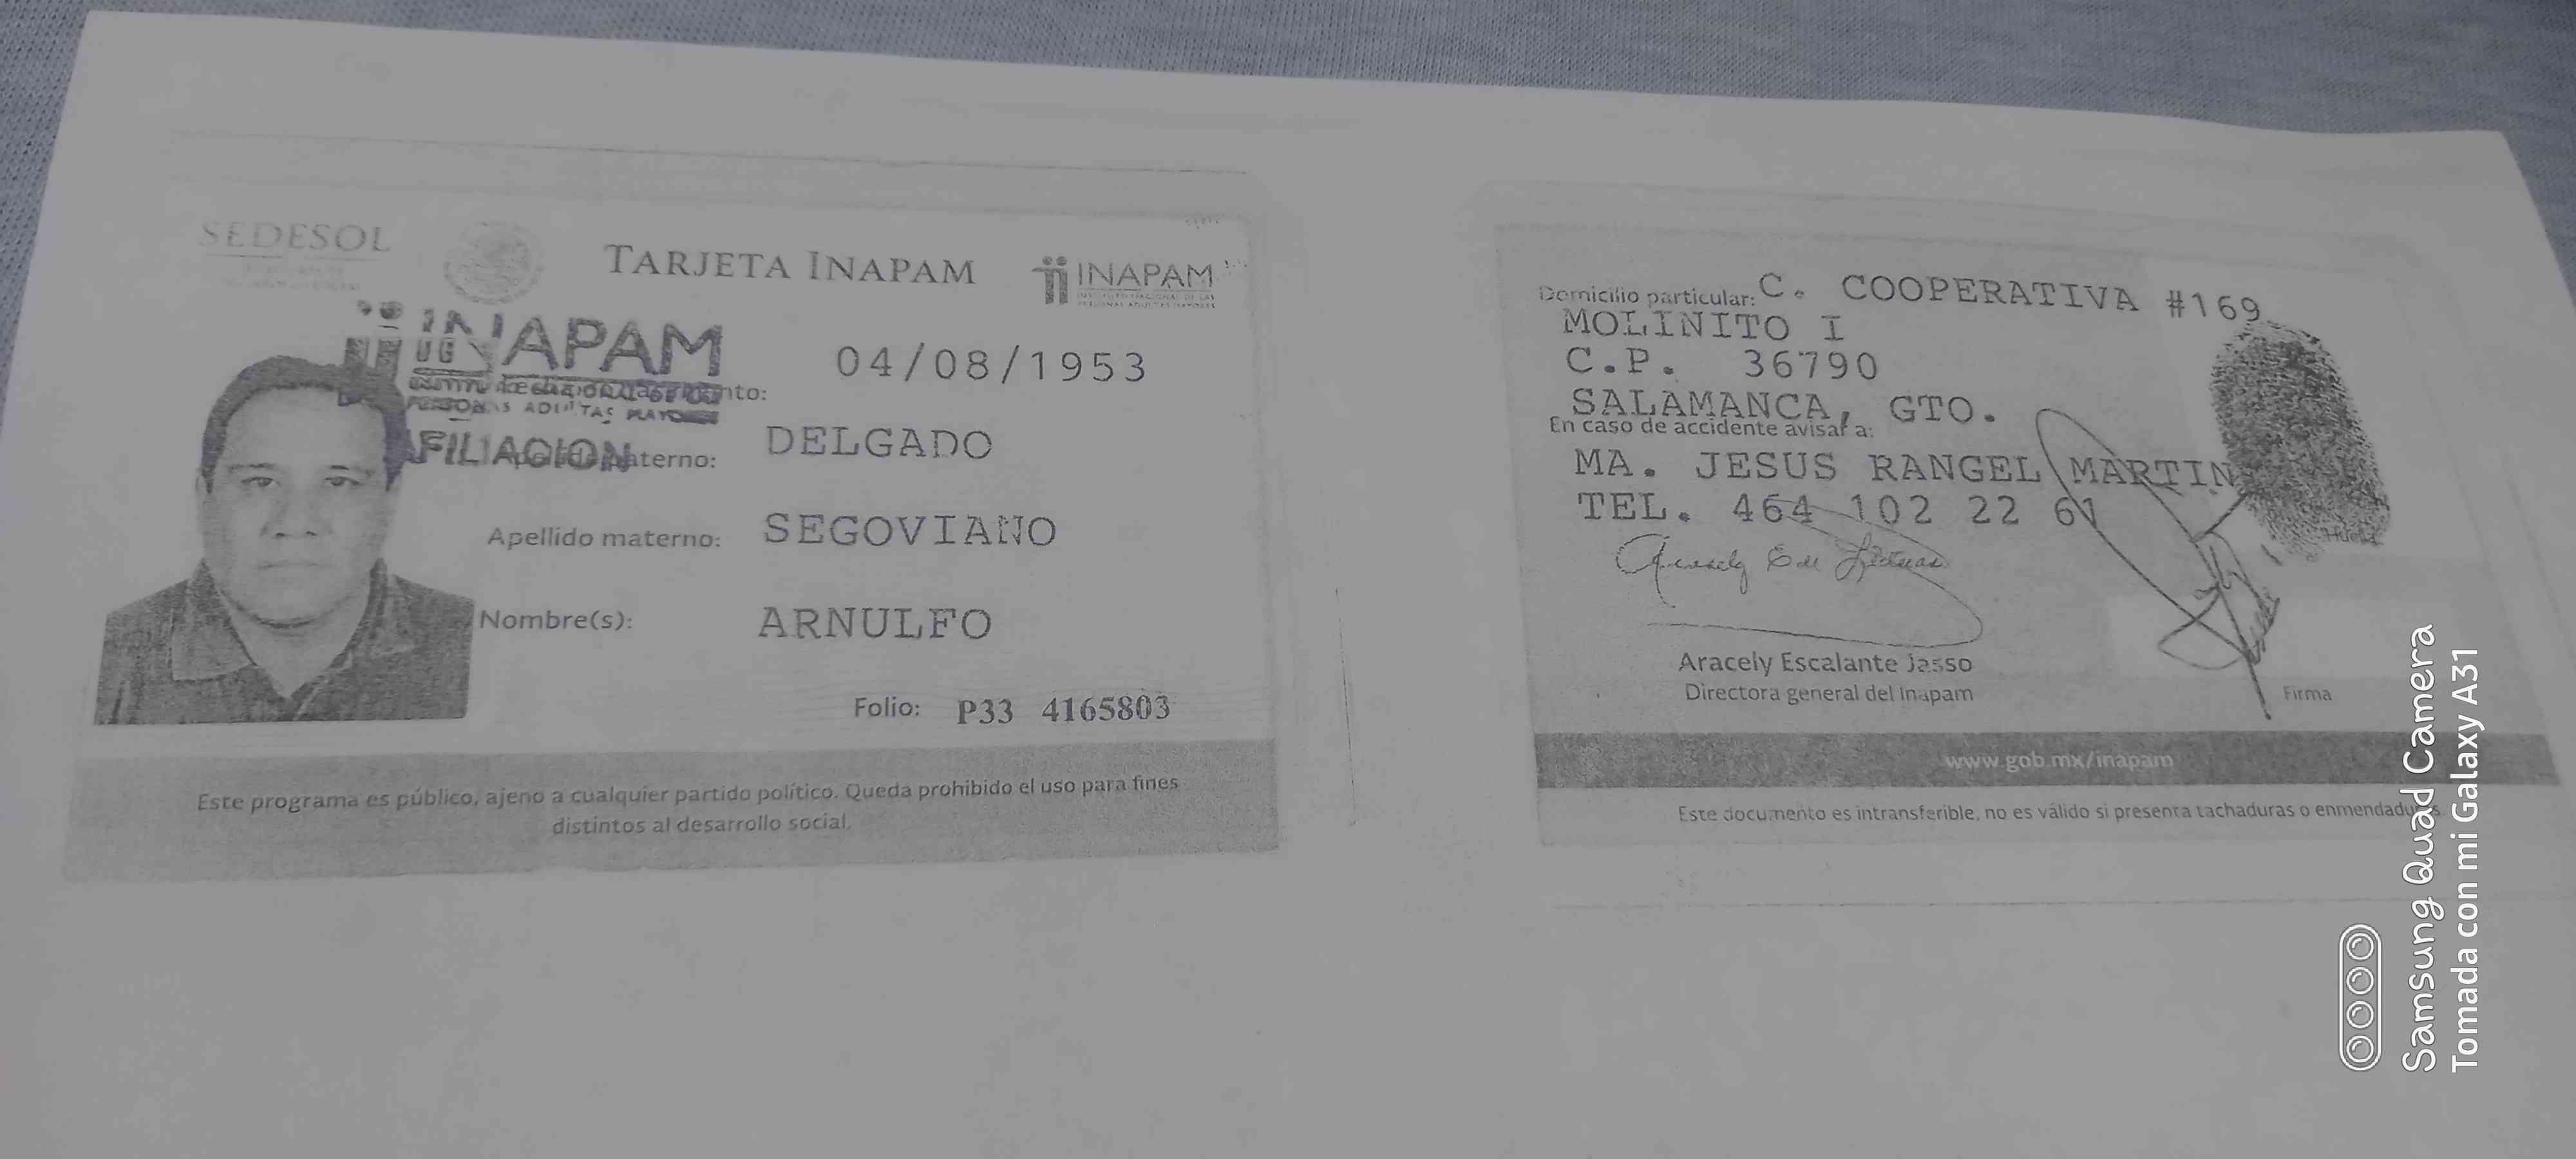 SEDESOL
TARJETA INAPAM
INAPAM
INAPAM
04/08/1953
AFILIACION
DELGADO
Apellido materno: SEGOVIANO
Nombre(s): ARNULFO
Folio: P33 4165803
Este programa es público, ajeno a cualquier partido político. Queda prohibido el uso para fines
distintos al desarrollo social.
Domicilio particular: C. COOPERATIVA #169
MOLINITO I
C.P. 36790
SALAMANCA, GTO.
En caso de accidente avisar a:
MA. JESUS RANGEL MARTIN
TEL. 464 102 22 61
Huella
Aracely Escalante Jasso
Directora general del Inapam
Firma
www.gob.mx/inapam
Este documento es intransferible, no es válido si presenta tachaduras o enmendaduras.
Samsung Quad Camera
Tomada con mi Galaxy A31